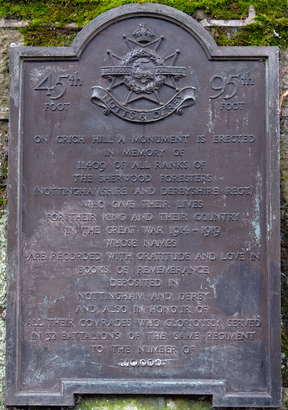 45th FOOT
95th FOOT
NOTTS & DERBY
ON CRICH HILL A MONUMENT IS ERECTED
IN MEMORY OF
11,409 OF ALL RANKS OF
THE SHERWOOD FORESTERS
(NOTTINGHAMSHIRE AND DERBYSHIRE REGT)
WHO GAVE THEIR LIVES
FOR THEIR KING AND THEIR COUNTRY
IN THE GREAT WAR 1914-1919
WHOSE NAMES
ARE RECORDED WITH GRATITUDE AND LOVE IN
BOOKS OF REMEMBRANCE
DEPOSITED IN
NOTTINGHAM AND DERBY
AND ALSO IN HONOUR OF
ALL THEIR COMRADES WHO GLORIOUSLY SERVED
IN 32 BATTALIONS OF THE SAME REGIMENT
TO THE NUMBER OF
140,000